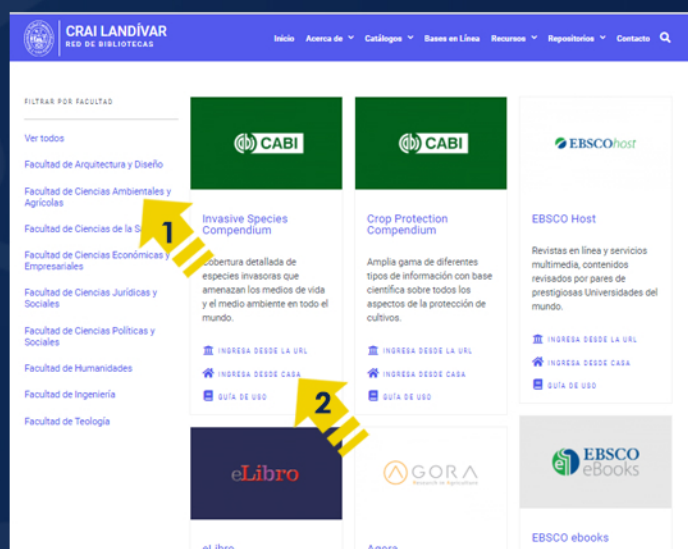 CRAI LANDÍVAR
RED DE BIBLIOTECAS
Inicio Acerca de Catálogos Bases en Línea Recursos Repositorios Contacto
FILTRAR POR FACULTAD
Ver todos
Facultad de Arquitectura y Diseño
Facultad de Ciencias Ambientales y
Agrícolas
Facultad de Ciencias de la
Facultad de Ciencias Económicas y
Empresariales
Facultad de Ciencias Jurídicas y
Sociales
Facultad de Ciencias Políticas y
Sociales
Facultad de Humanidades
Facultad de Ingeniería
Facultad de Teología
1
CABI
Invasive Species
Compendium
Cobertura detallada de
especies invasoras que
amenazan los medios de vida
y el medio ambiente en todo el
mundo.
INGRESA DESDE LA URL
INGRESA DESDE CASA
GUÍA DE USO
2
CABI
Crop Protection
Compendium
Amplia gama de diferentes
tipos de información con base
científica sobre todos los
aspectos de la protección de
cultivos.
INGRESA DESDE LA URL
INGRESA DESDE CASA
GUÍA DE USO
EBSCOhost
EBSCO Host
Revistas en línea y servicios
multimedia, contenidos
revisados por pares de
prestigiosas Universidades del
mundo.
INGRESA DESDE LA URL
INGRESA DESDE CASA
GUÍA DE USO
eLibro
eLibro
AGORA
Research in Agriculture
Agora
EBSCO
eBooks
EBSCO ebooks